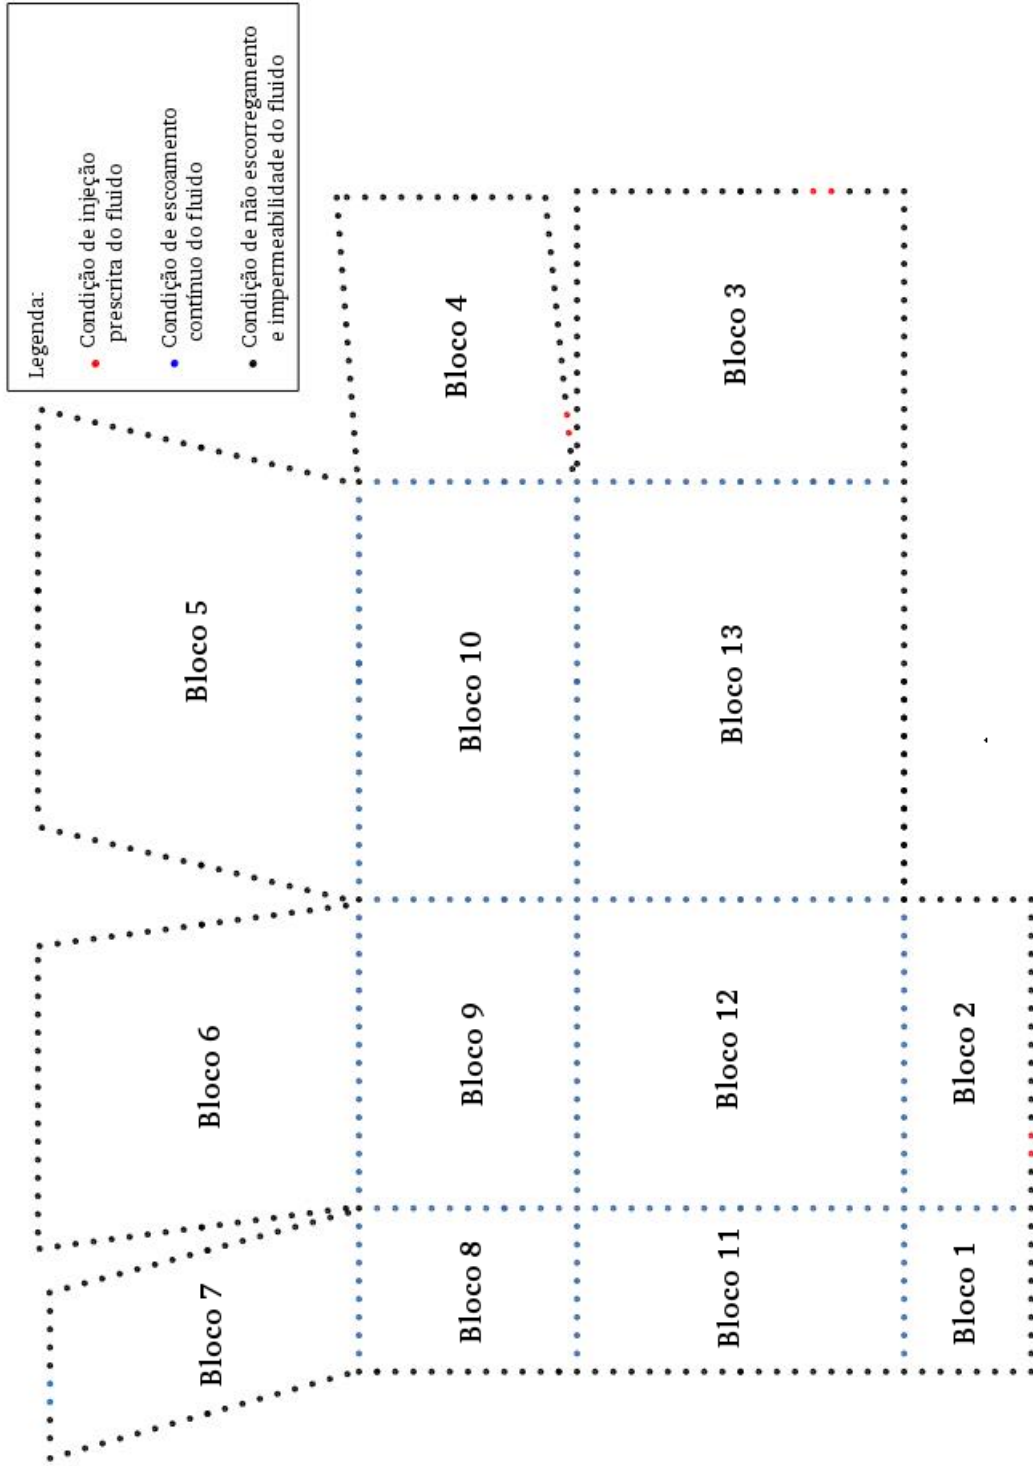 Legenda:
Condição de injeção
prescrita do fluido
Condição de escoamento
contínuo do fluido
Condição de não escorregamento
e impermeabilidade do fluido
Bloco 7
Bloco 6
Bloco 5
Bloco 8
Bloco 9
Bloco 10
Bloco 4
Bloco 11
Bloco 12
Bloco 13
Bloco 3
Bloco 1
Bloco 2